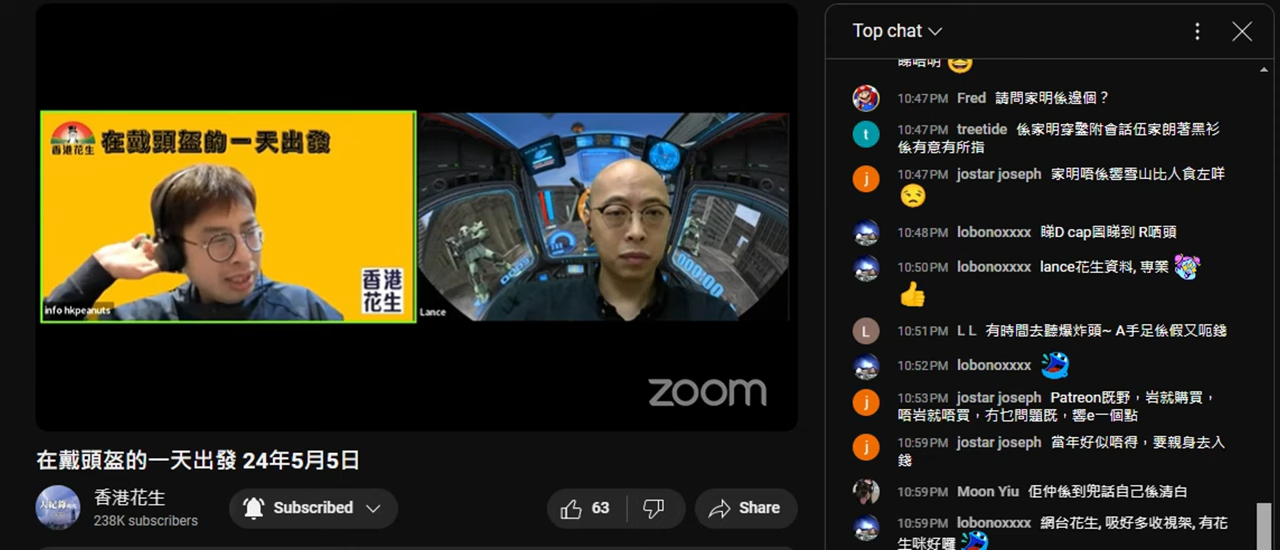 香港花生
在戴頭盔的一天出發
香港
花生
info hkpeanuts
Lance
zoom
在戴頭盔的一天出發 24年5月5日
香港花生
238K subscribers
Subscribed
63
Share
Top chat
睇唔明
10:47 PM Fred 請問家明係邊個？
10:47 PM treetide 係家明穿鑿附會話伍家朗著黑衫
係有意有所指
10:47 PM jostar joseph 家明唔係響雪山比人食左咩
10:48 PM lobonoxxxx 睇D cap圖睇到 R哂頭
10:50 PM lobonoxxxx lance花生資料, 專業
10:51 PM L L 有時間去聽爆炸頭~ A手足係假又呃錢
10:52 PM lobonoxxxx
10:53 PM jostar joseph Patreon既野，岩就購買，
唔岩就唔買，冇乜問題既，響e一個點
10:59 PM jostar joseph 當年好似唔得，要親身去入
錢
10:59 PM Moon Yiu 佢仲係到兜話自己係清白
10:59 PM lobonoxxxx 網台花生, 吸好多收視架, 有花
生咪好囉